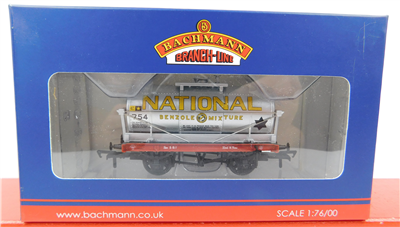 BACHMANN
BRANCH-LINE
NATIONAL
754
BENZOLE MIXTURE
www.bachmann.co.uk
SCALE 1:76/00